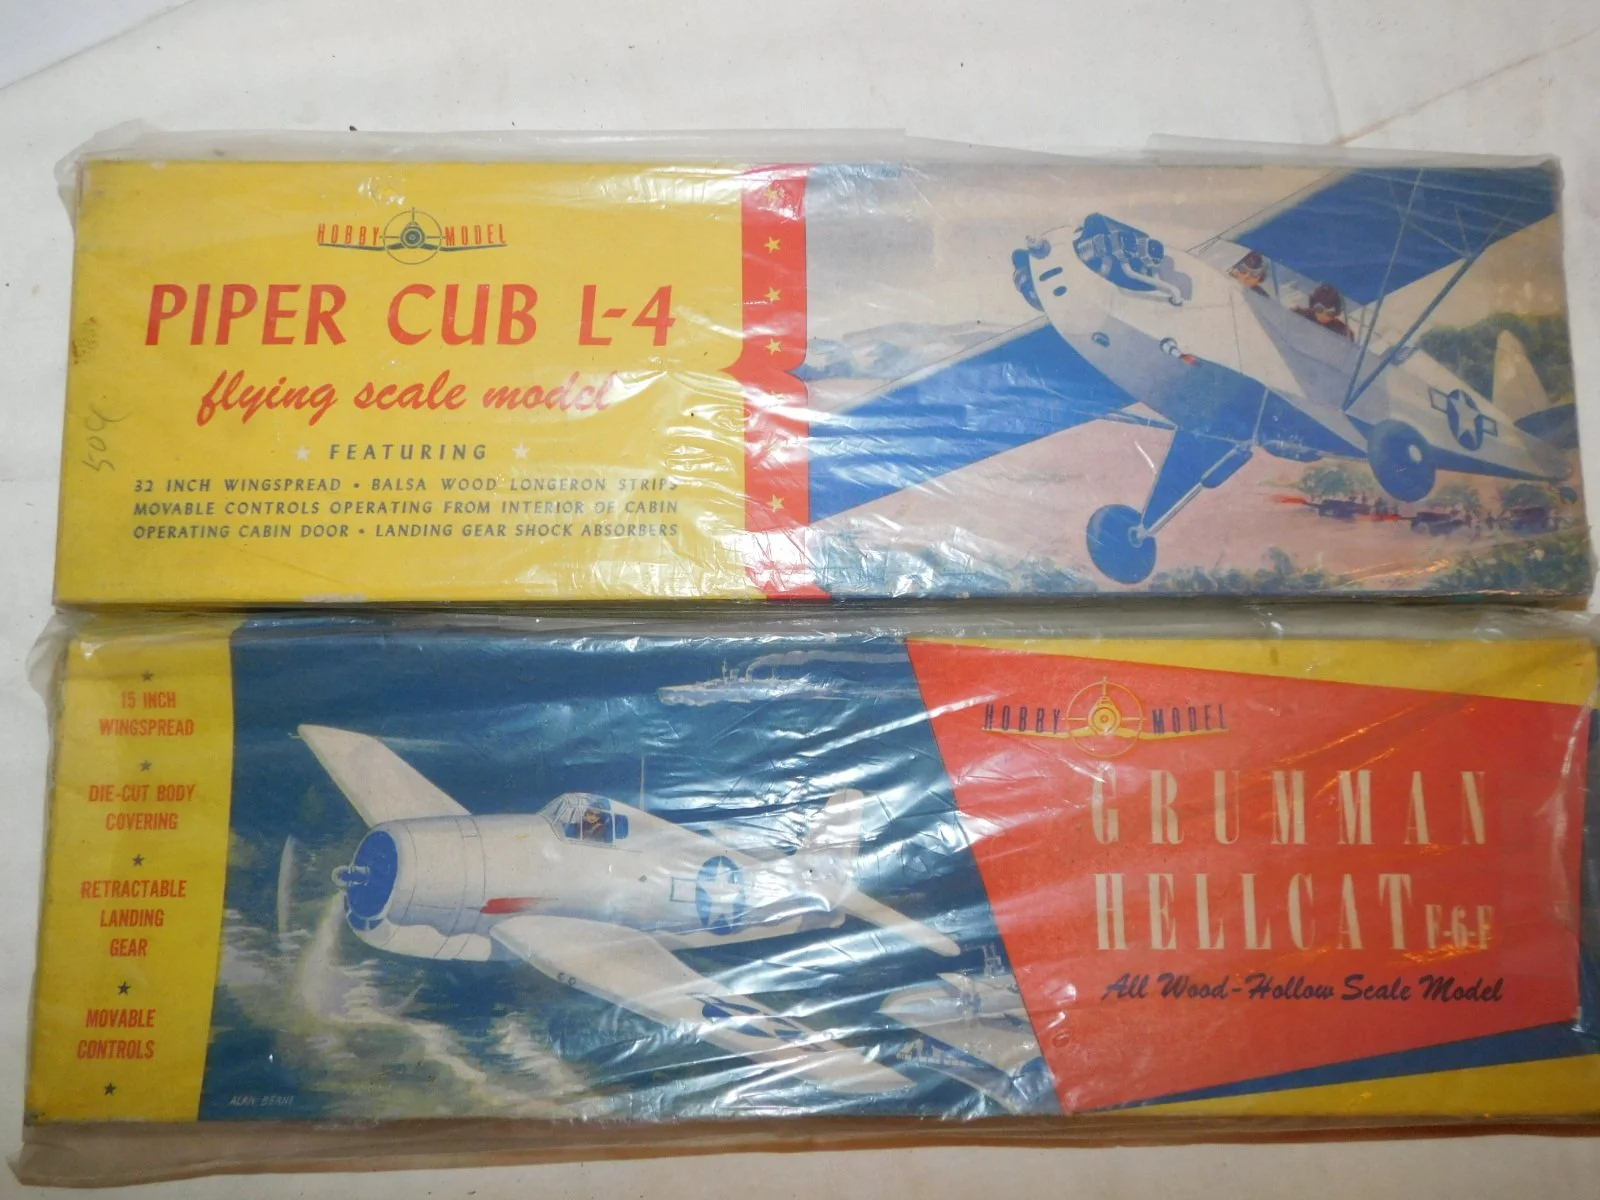 HOBBY MODEL
PIPER CUB L-4
flying scale model
FEATURING
32 INCH WINGSPREAD • BALSA WOOD LONGERON STRIPS
MOVABLE CONTROLS OPERATING FROM INTERIOR OF CABIN
OPERATING CABIN DOOR • LANDING GEAR SHOCK ABSORBERS
15 INCH
WINGSPREAD
DIE-CUT BODY
COVERING
RETRACTABLE
LANDING
GEAR
MOVABLE
CONTROLS
HOBBY MODEL
GRUMMAN
HELLCAT F-6-F
All Wood-Hollow Scale Model